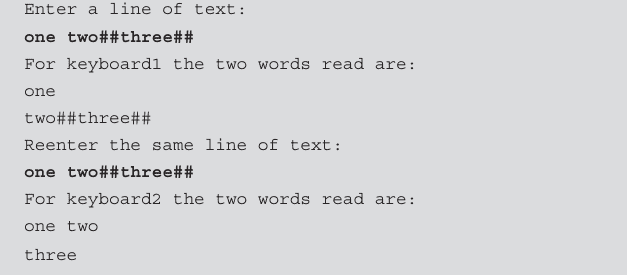 Enter a line of text:
one two##three##
For keyboard1 the two words read are:
one
two##three##
Reenter the same line of text:
one two##three##
For keyboard2 the two words read are:
one two
three